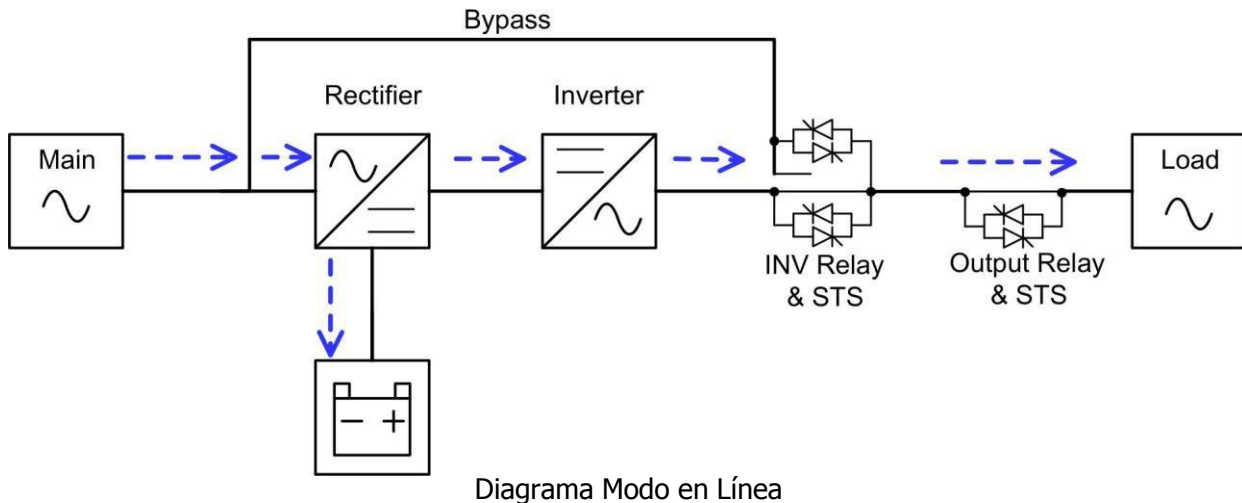 Bypass
Rectifier
Inverter
Main
Load
INV Relay
& STS
Output Relay
& STS
Diagrama Modo en Línea